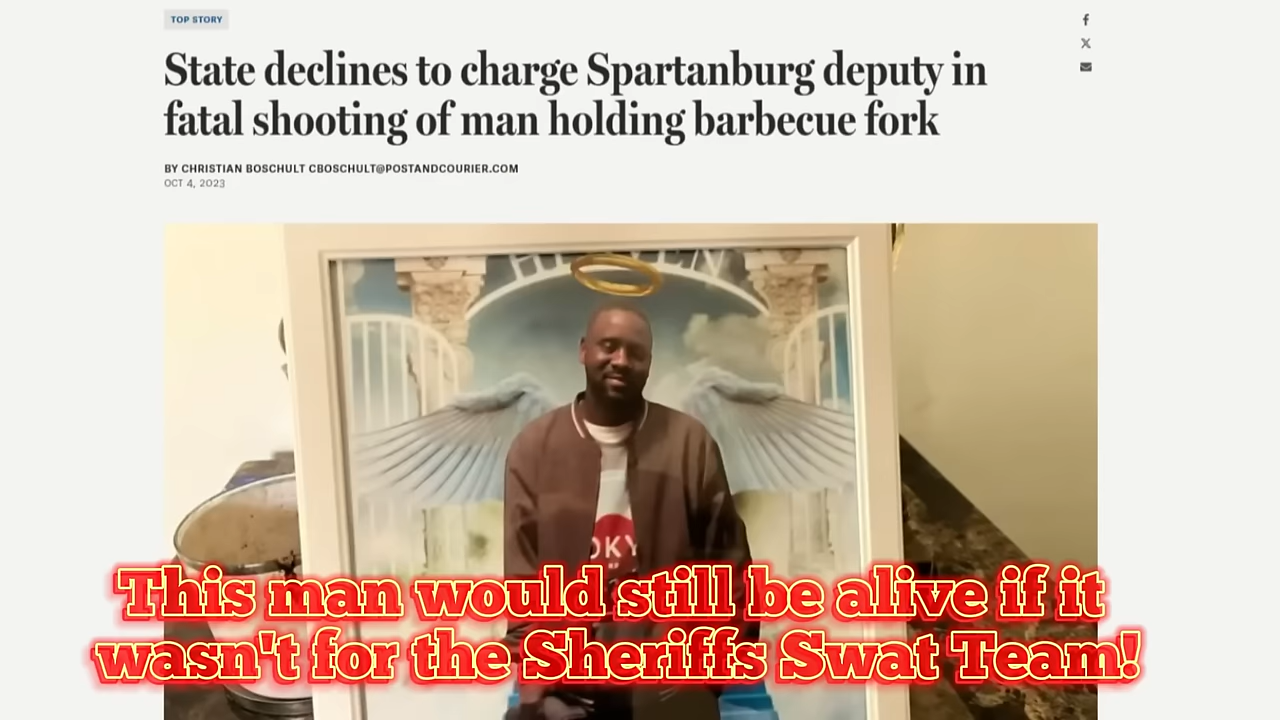 TOP STORY
State declines to charge Spartanburg deputy in
fatal shooting of man holding barbecue fork
BY CHRISTIAN BOSCHULT CBOSCHULT@POSTANDCOURIER.COM
OCT 4, 2023
HEAVEN
OKY
This man would still be alive if it
wasn't for the Sheriffs Swat Team!